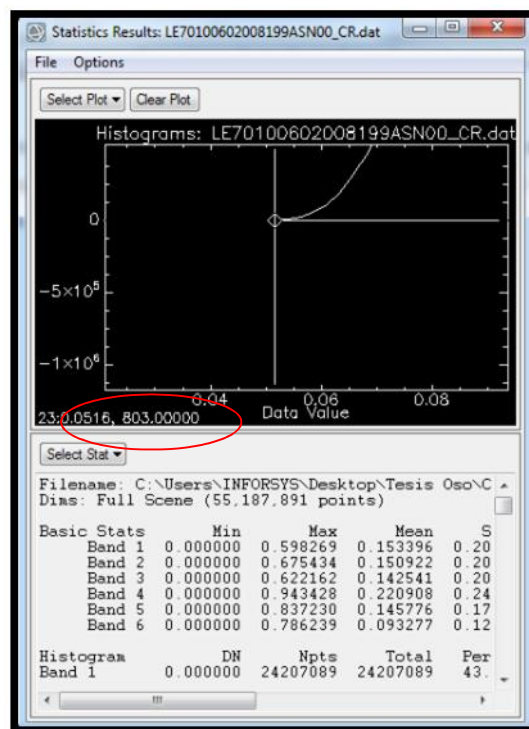 Statistics Results: LE70100602008199ASN00_CR.dat
File Options
Select Plot Clear Plot
Histograms: LE70100602008199ASN00_CR.dat
0
-5×10⁵
-1×10⁶
0.04 0.06 0.08
Data Value
23:0.0516, 803.00000
Select Stat
Filename: C:\Users\INFORSYS\Desktop\Tesis Oso\C
Dims: Full Scene (55,187,891 points)
Basic Stats Min Max Mean S
Band 1 0.000000 0.598269 0.153396 0.20
Band 2 0.000000 0.675434 0.150922 0.20
Band 3 0.000000 0.622162 0.142541 0.20
Band 4 0.000000 0.943428 0.220908 0.24
Band 5 0.000000 0.837230 0.145776 0.17
Band 6 0.000000 0.786239 0.093277 0.12
Histogram DN Npts Total Per
Band 1 0.000000 24207089 24207089 43.